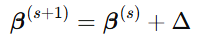 β^(s+1) = β^(s) + Δ